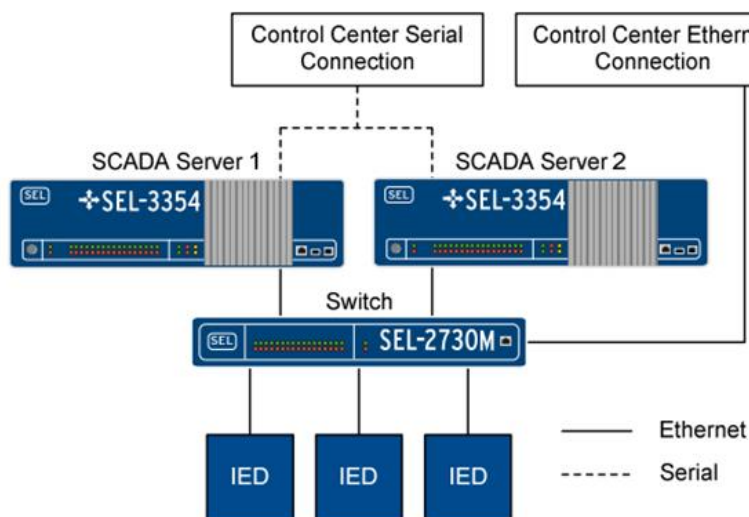 Control Center Serial
Connection
Control Center Ethern
Connection
SCADA Server 1
SCADA Server 2
SEL
SEL-3354
SEL
SEL-3354
Switch
SEL
SEL-2730M
IED
IED
IED
Ethernet
Serial